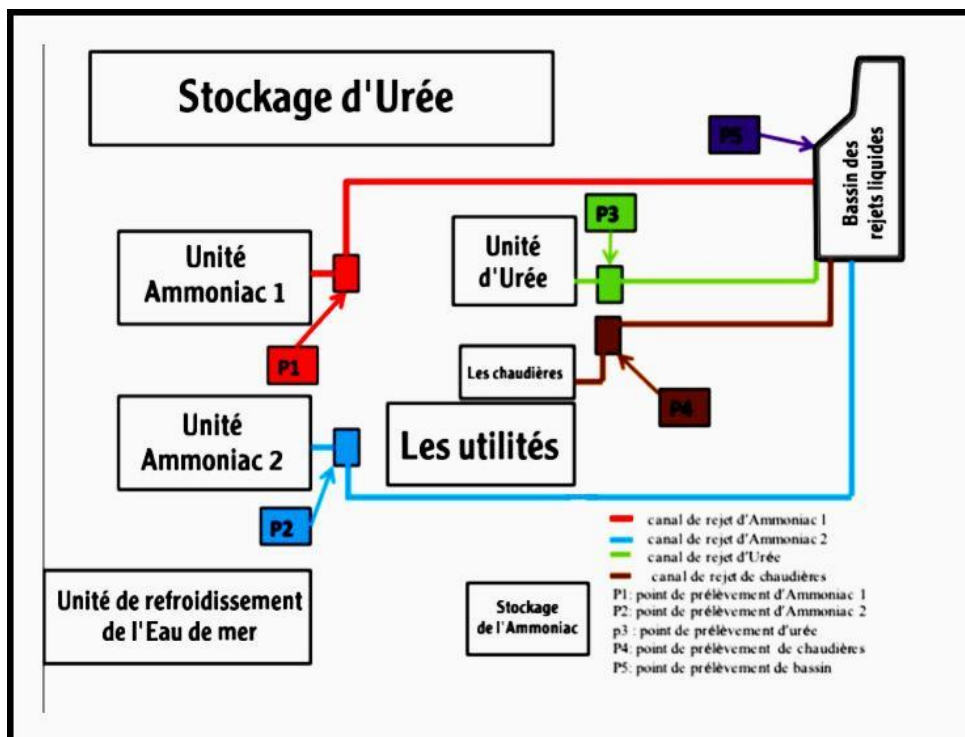 Stockage d'Urée
P5
Bassin des
rejets liquides
P3
Unité
Ammoniac 1
Unité
d'Urée
P1
Les chaudières
P4
Unité
Ammoniac 2
Les utilités
P2
canal de rejet d'Ammoniac 1
canal de rejet d'Ammoniac 2
canal de rejet d'Urée
canal de rejet de chaudières
P1: point de prélèvement d'Ammoniac 1
P2: point de prélèvement d'Ammoniac 2
p3 : point de prélèvement d'urée
P4: point de prélèvement de chaudières
P5: point de prélèvement de bassin
Unité de refroidissement
de l'Eau de mer
Stockage
de l'Ammoniac